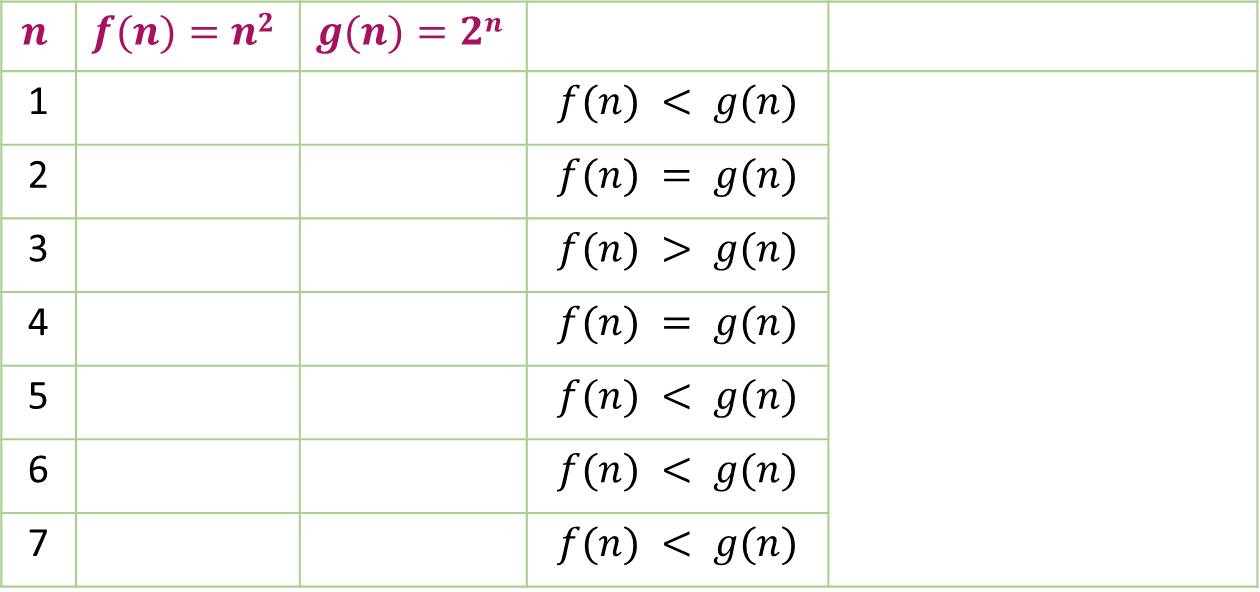 n f(n) = n² g(n) = 2ⁿ
1 f(n) < g(n)
2 f(n) = g(n)
3 f(n) > g(n)
4 f(n) = g(n)
5 f(n) < g(n)
6 f(n) < g(n)
7 f(n) < g(n)